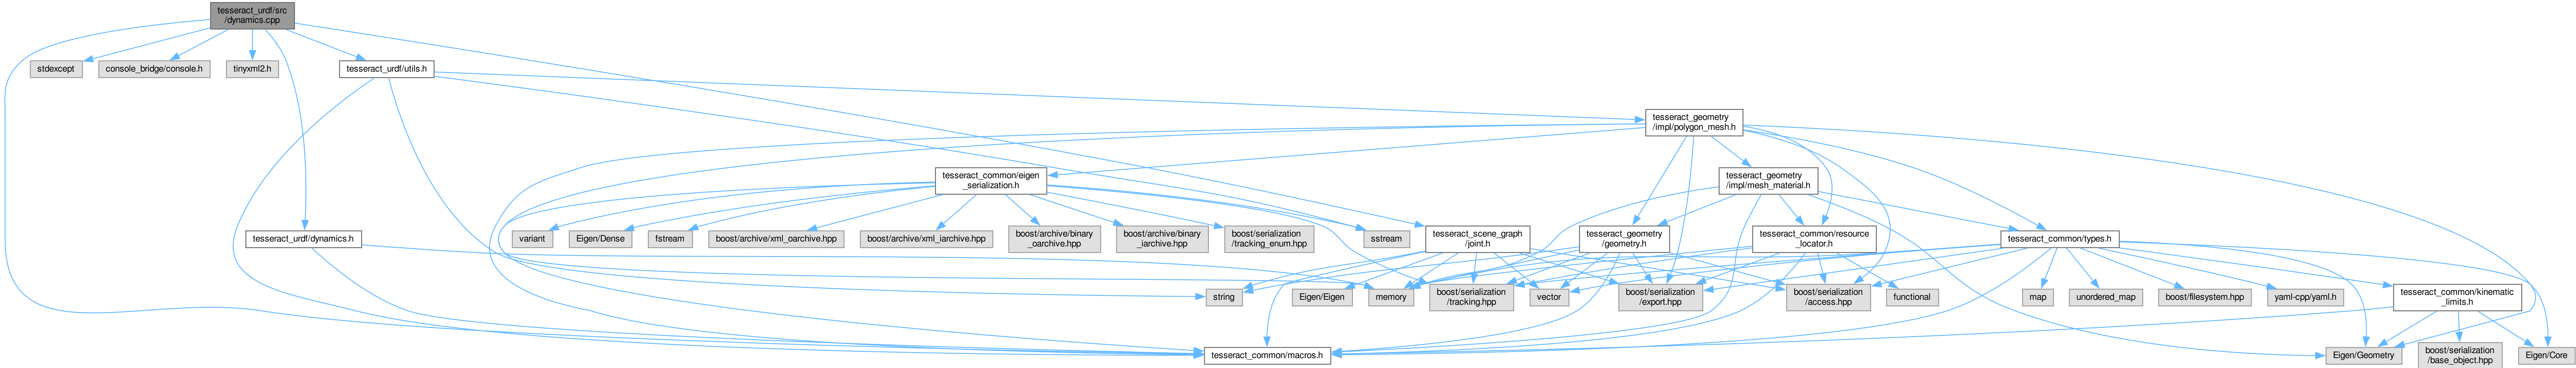 tesseract_urdf/src
/dynamics.cpp
stdexcept
console_bridge/console.h
tinyxml2.h
tesseract_urdf/utils.h
tesseract_geometry
/impl/polygon_mesh.h
tesseract_common/eigen
_serialization.h
tesseract_geometry
/impl/mesh_material.h
tesseract_urdf/dynamics.h
variant
Eigen/Dense
fstream
boost/archive/xml_oarchive.hpp
boost/archive/xml_iarchive.hpp
boost/archive/binary
_oarchive.hpp
boost/archive/binary
_iarchive.hpp
boost/serialization
/tracking_enum.hpp
sstream
tesseract_scene_graph
/joint.h
tesseract_geometry
/geometry.h
tesseract_common/resource
_locator.h
tesseract_common/types.h
string
Eigen/Eigen
memory
boost/serialization
/tracking.hpp
vector
boost/serialization
/export.hpp
boost/serialization
/access.hpp
functional
map
unordered_map
boost/filesystem.hpp
yaml-cpp/yaml.h
tesseract_common/kinematic
_limits.h
tesseract_common/macros.h
Eigen/Geometry
boost/serialization
/base_object.hpp
Eigen/Core